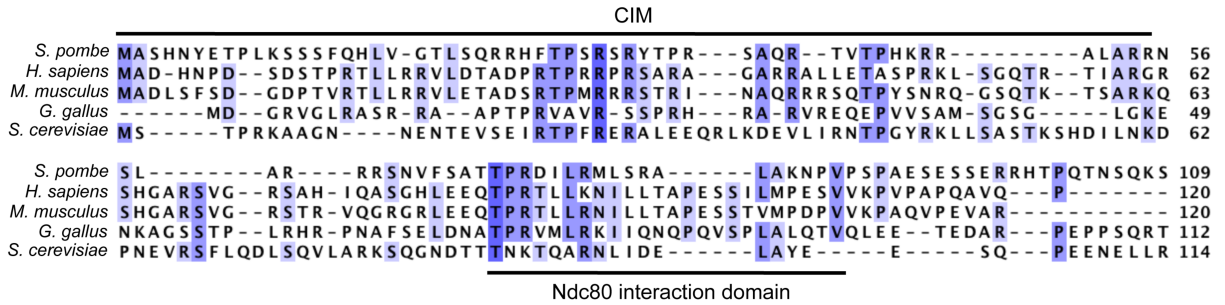 CIM
S. pombe MASHNYETPLKSSSFQHLV-GTLSQRRHFTPSRSRYTPR---SAQR--TVTPHKRR---------ALARRN 56
H. sapiens MAD-HNPD--SDSTPRTLLRRVLDTADPRTPRRPRSARA---GARRALLETASPRKL-SGQTR--TIARGR 62
M. musculus MADLSFSD--GDPTVRTLLRRVLETADSRTPMRRRSTRI---NAQRRRSQTPYSNRQ-GSQTK--TSARKQ 63
G. gallus ------MD--GRVGLRASR-RA--APTPRVAVR-SSPRH---RA-RVREQEPVVSAM-SGSG-----LGKE 49
S. cerevisiae MS-----TPRKAAGN----NENTEVSEIRTPFRERALEEQRLKDEVLIRNTPGYRKLLSASTKSHDILNKD 62
S. pombe SL--------AR----RRSNVFSATTPRDILRMLSRA------LAKNPVPSPAESESSERRHTPQTNSQKS 109
H. sapiens SHGARSVG--RSAH-IQASGHLEEQTPRTLLKNILLTAPESSILMPESVVKPVPAPQAVQ---P------- 120
M. musculus SHGARSVG--RSTR-VQGRGRLEEQTPRTLLRNILLTAPESSTVMPDPVVKPAQVPEVAR----------- 120
G. gallus NKAGSSTP--LRHR-PNAFSELDNATPRVMLRKIIQNQPQVSPLALQTVQLEE--TEDAR---PEPPSQRT 112
S. cerevisiae PNEVRSFLQDLSQVLARKSQGNDTTTNKTQARNLIDE------LAYE-----E-----SQ---PEENELLR 114
Ndc80 interaction domain